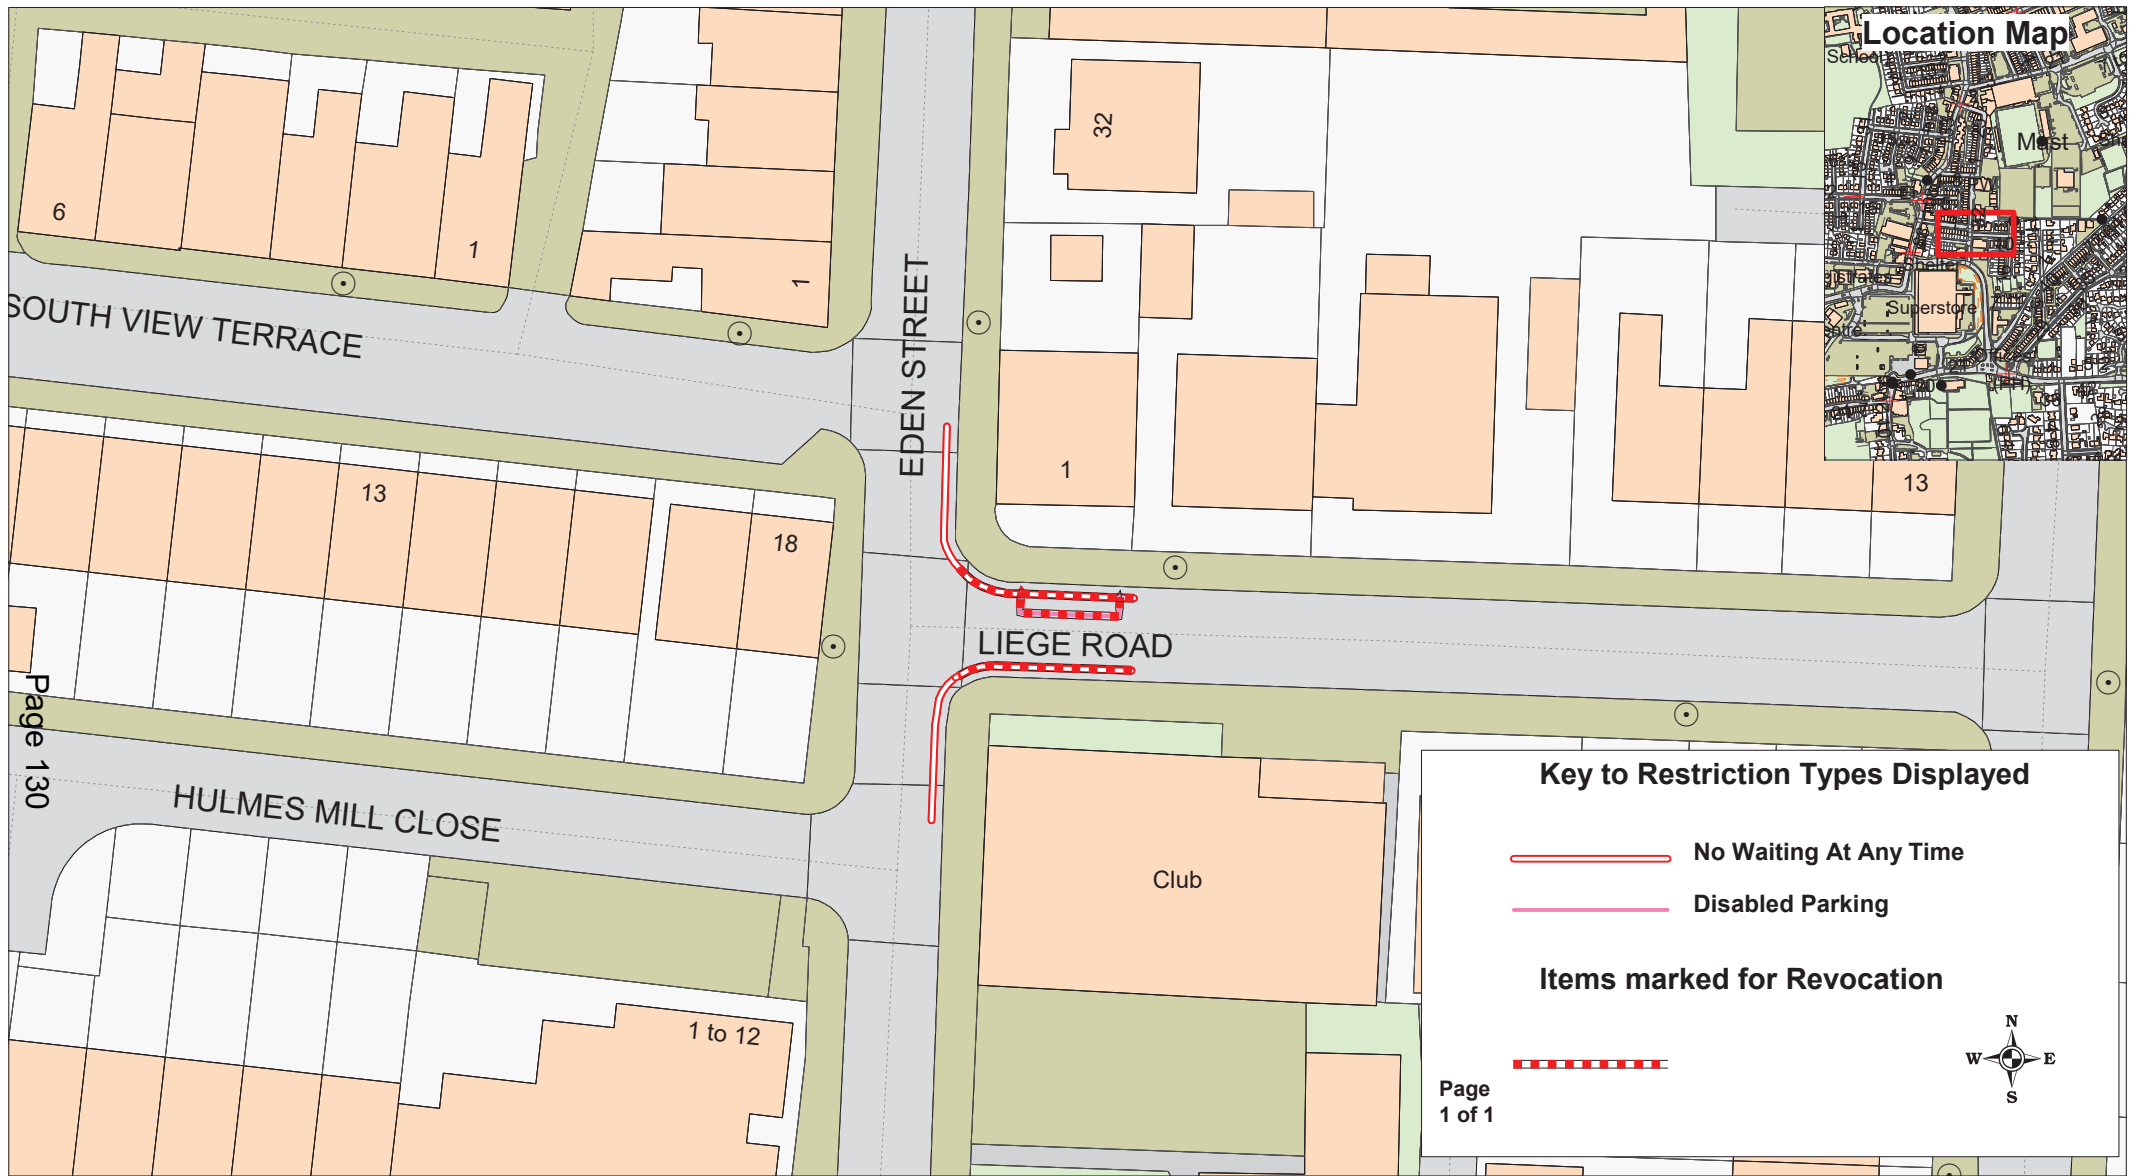 Location Map
School
Mast
Shelter
Superstore
32
6
1
1
SOUTH VIEW TERRACE
EDEN STREET
13
18
1
13
LIEGE ROAD
Page 130
HULMES MILL CLOSE
Club
1 to 12
Key to Restriction Types Displayed
No Waiting At Any Time
Disabled Parking
Items marked for Revocation
N
W E
S
Page
1 of 1